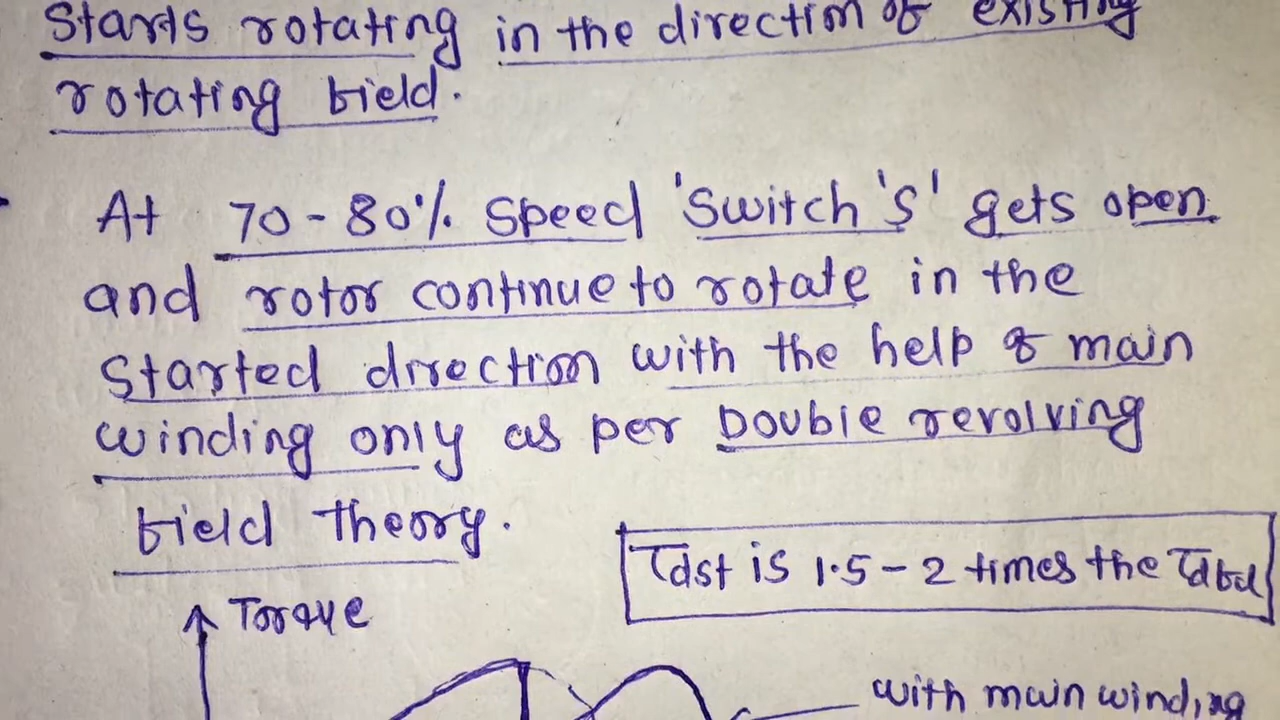 Starts rotating in the direction of existing
rotating field.
At 70-80% speed 'switch 's' gets open
and rotor continue to rotate in the
started direction with the help of main
winding only as per Double revolving
field theory.
Tdst is 1.5-2 times the Tdbd
Torque
with main winding